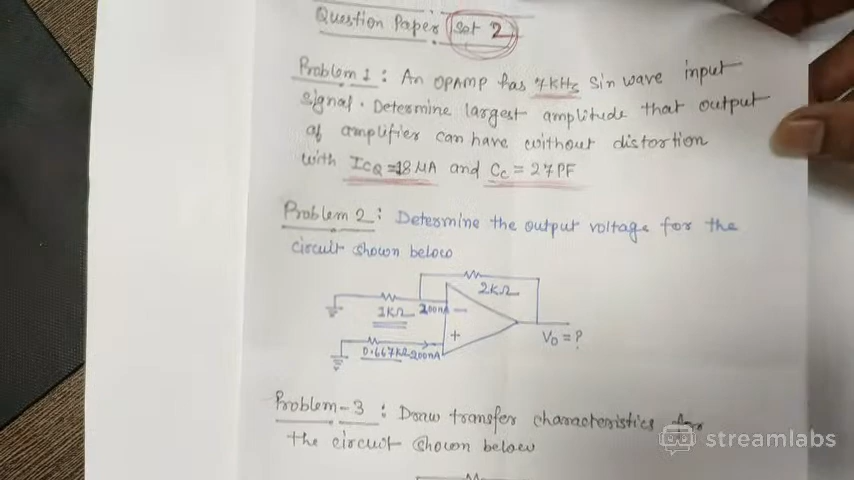 Question Paper Set 2
Problem 1 : An OPAMP has 7KHz sin wave input
signal. Determine largest amplitude that output
of amplifier can have without distortion
with ICQ = 18 MA and Cc = 27PF
Problem 2 : Determine the output voltage for the
circuit shown below
2KΩ
1KΩ 200nA −
+
0.667KΩ 200nA
Vo = ?
Problem-3 : Draw transfer characteristics for
the circuit shown below
streamlabs